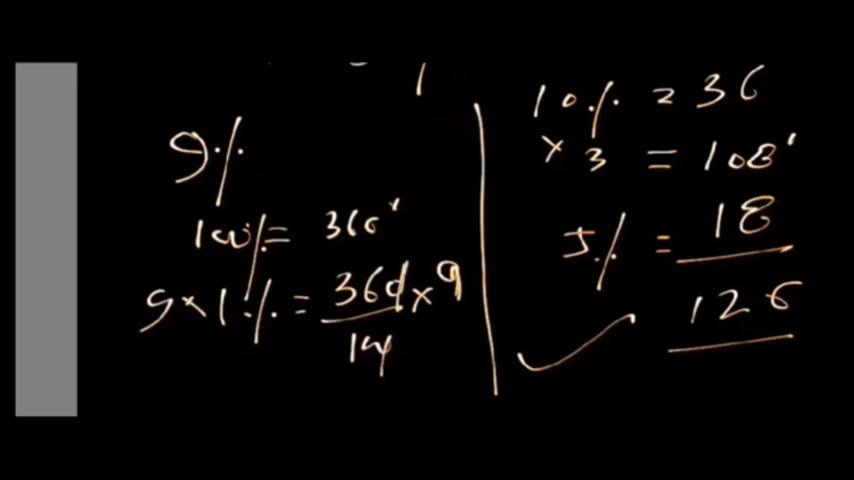 9%
100% = 360°
9 × 1% = 360 × 9
100
10% = 36
× 3 = 108°
5% = 18
126